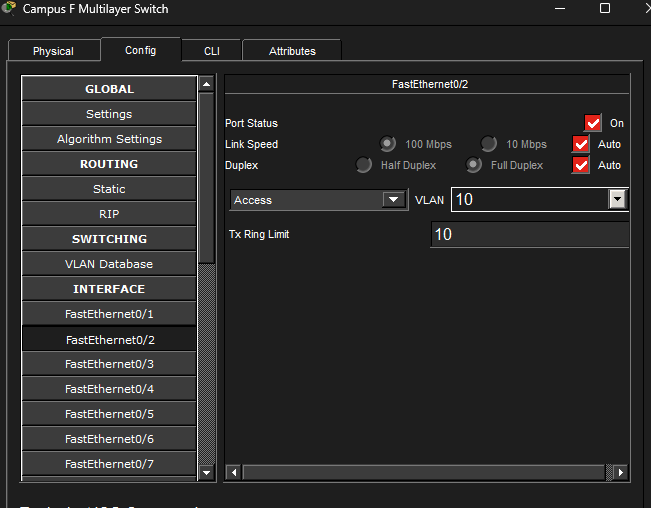 Campus F Multilayer Switch
Physical Config CLI Attributes
GLOBAL
Settings
Algorithm Settings
ROUTING
Static
RIP
SWITCHING
VLAN Database
INTERFACE
FastEthernet0/1
FastEthernet0/2
FastEthernet0/3
FastEthernet0/4
FastEthernet0/5
FastEthernet0/6
FastEthernet0/7
FastEthernet0/2
Port Status On
Link Speed 100 Mbps 10 Mbps Auto
Duplex Half Duplex Full Duplex Auto
Access VLAN 10
Tx Ring Limit 10